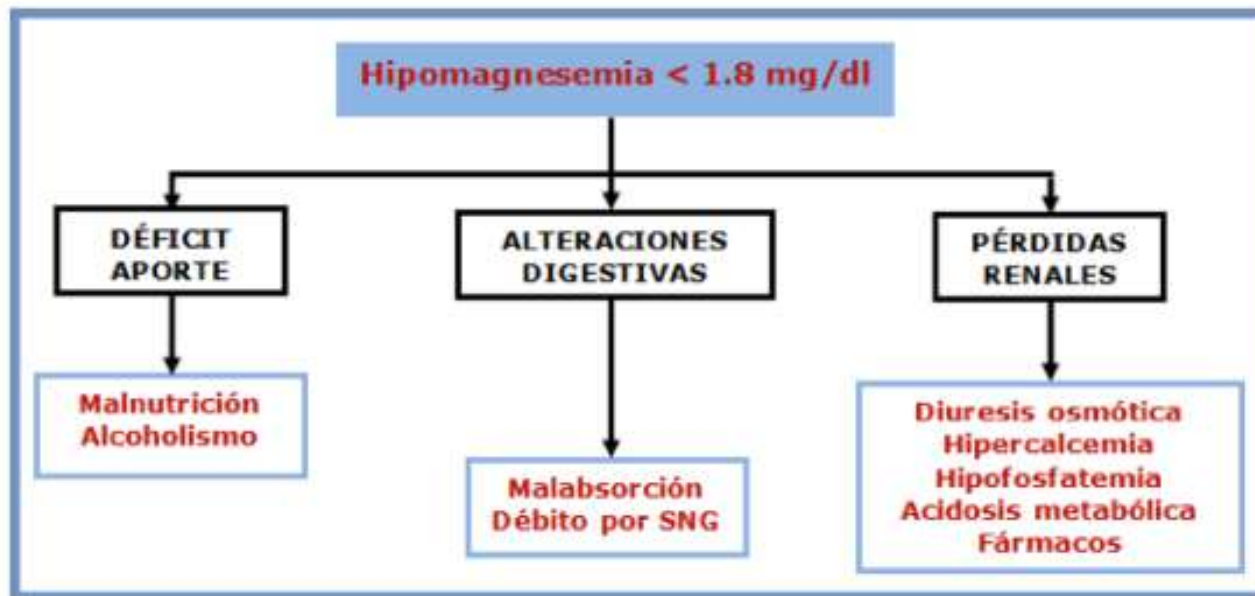 Hipomagnesemia < 1.8 mg/dl
DÉFICIT
APORTE
ALTERACIONES
DIGESTIVAS
PÉRDIDAS
RENALES
Malnutrición
Alcoholismo
Malabsorción
Débito por SNG
Diuresis osmótica
Hipercalcemia
Hipofosfatemia
Acidosis metabólica
Fármacos